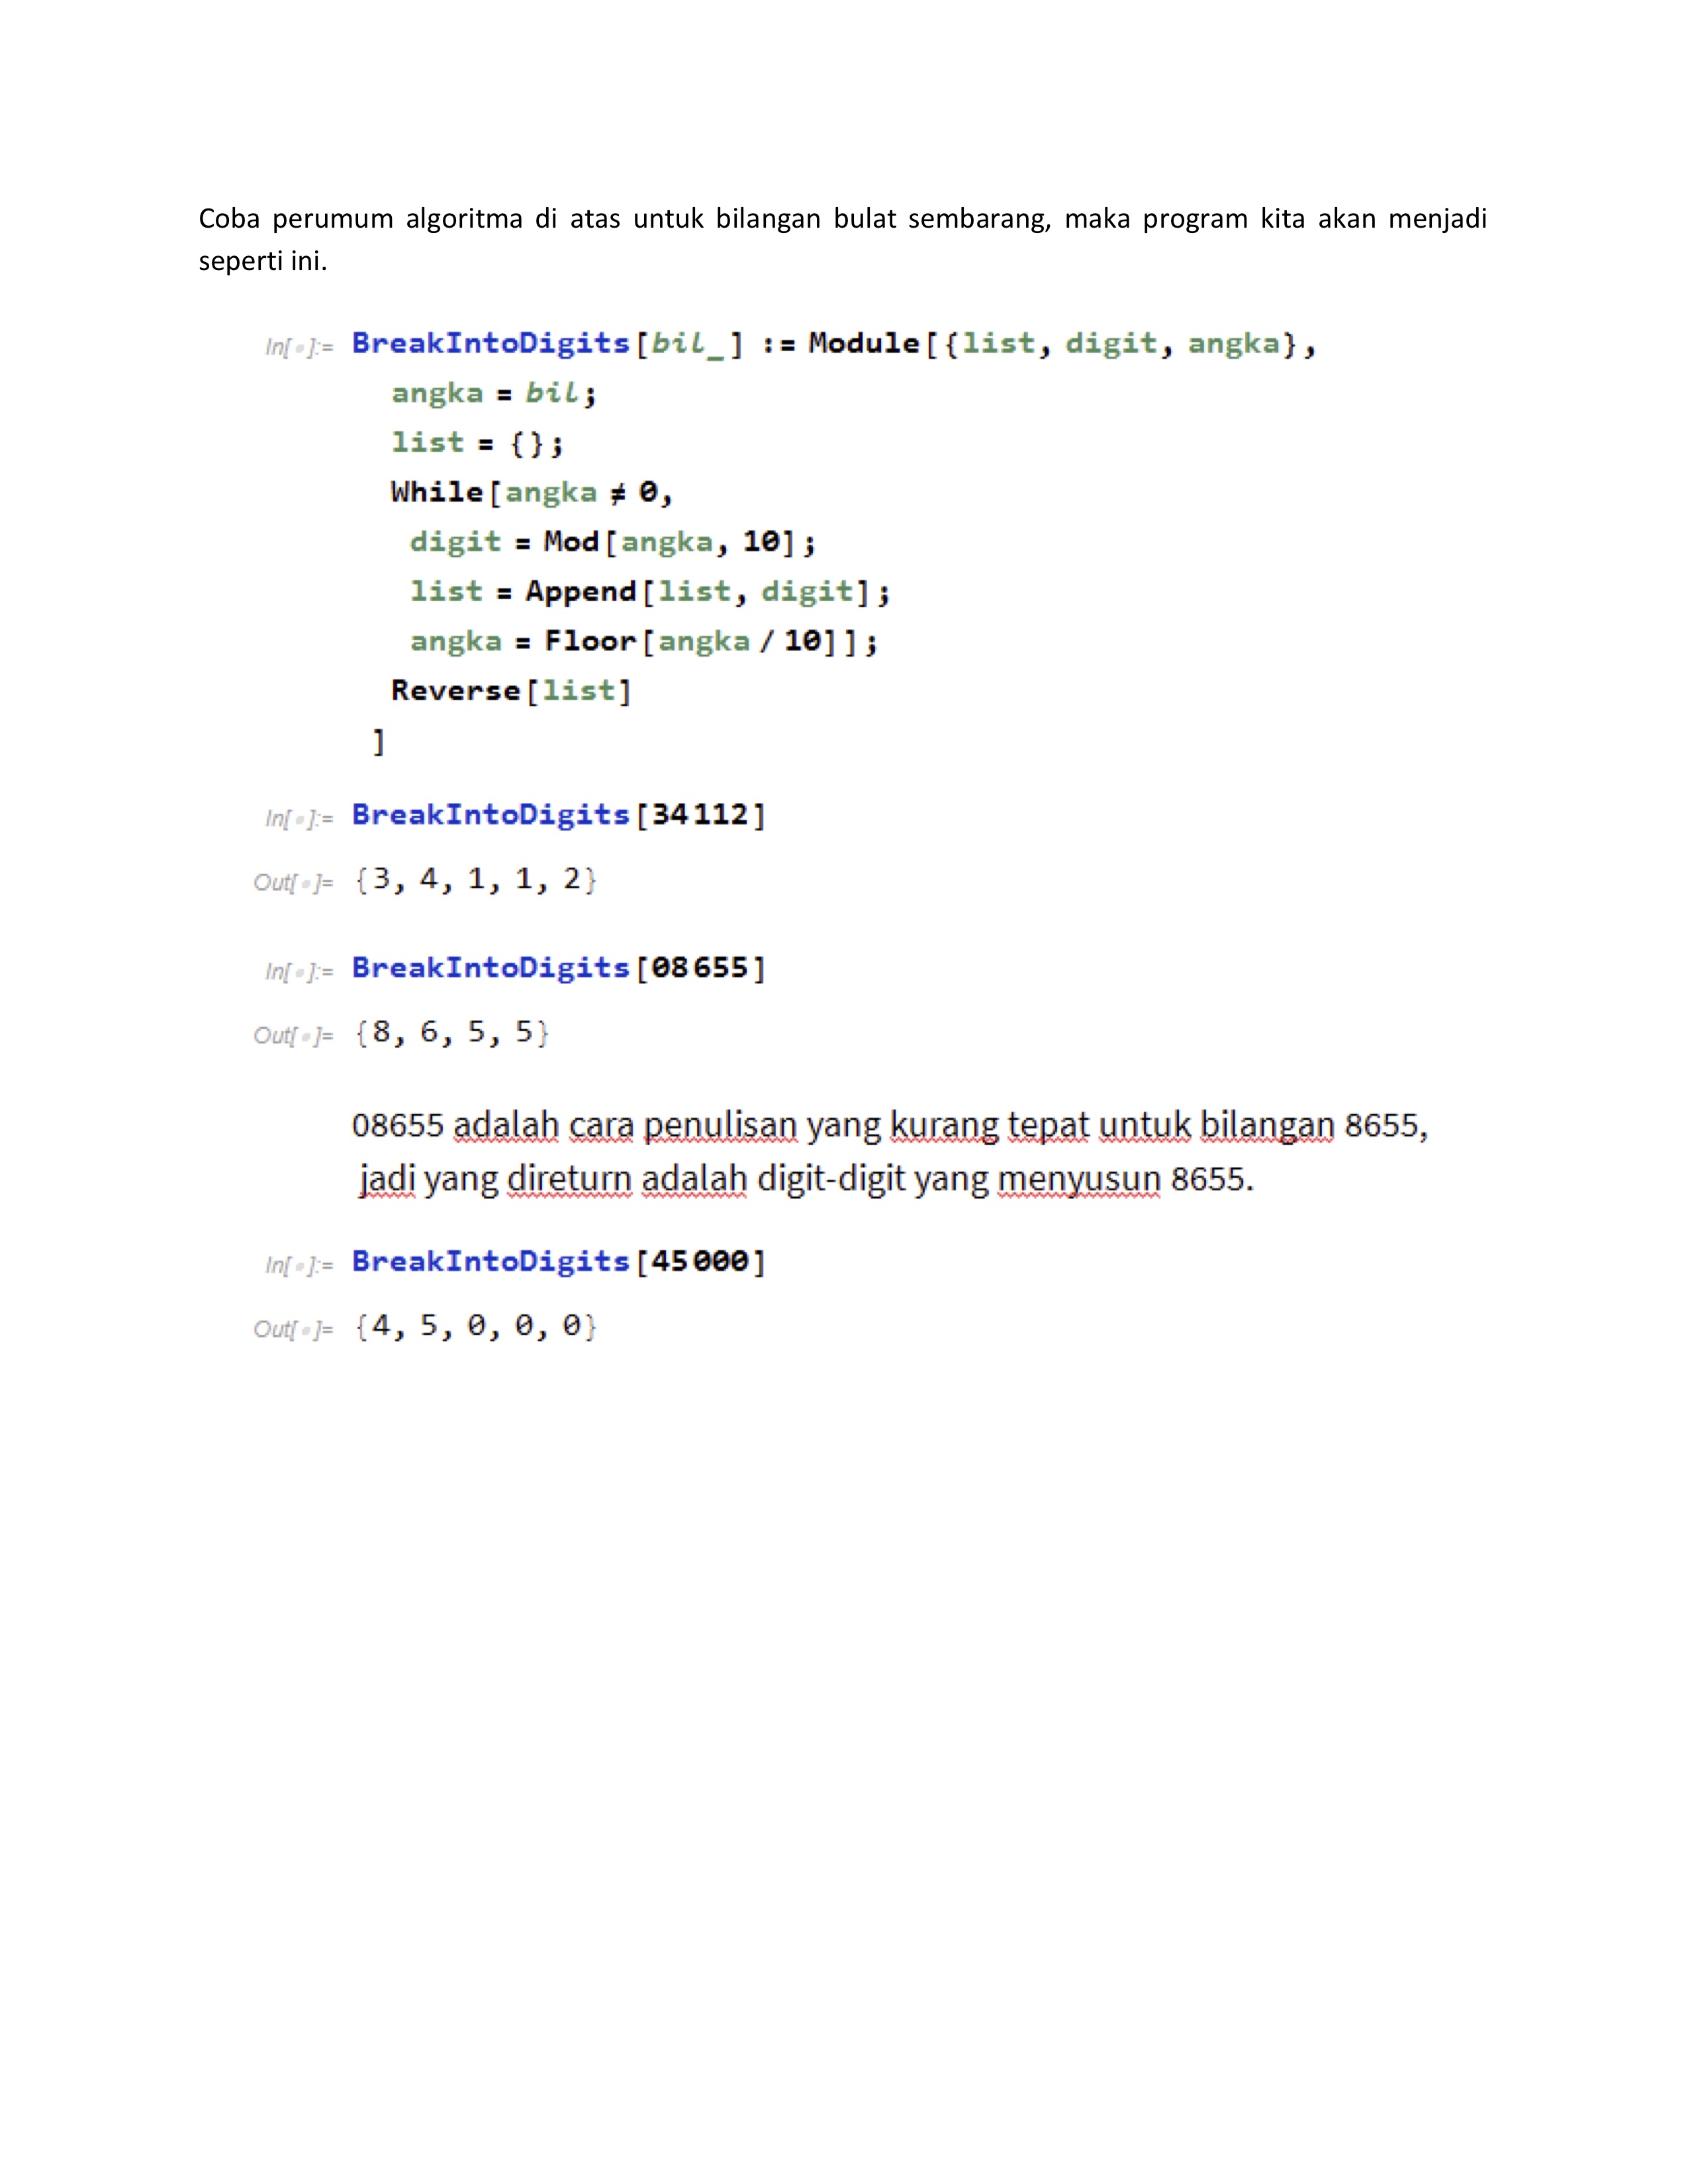 Coba perumum algoritma di atas untuk bilangan bulat sembarang, maka program kita akan menjadi
seperti ini.
In[∘]:= BreakIntoDigits[bil_] := Module[{list, digit, angka},
angka = bil;
list = {};
While[angka ≠ 0,
digit = Mod[angka, 10];
list = Append[list, digit];
angka = Floor[angka / 10]];
Reverse[list]
]
In[∘]:= BreakIntoDigits[34112]
Out[∘]= {3, 4, 1, 1, 2}
In[∘]:= BreakIntoDigits[08655]
Out[∘]= {8, 6, 5, 5}
08655 adalah cara penulisan yang kurang tepat untuk bilangan 8655,
jadi yang direturn adalah digit-digit yang menyusun 8655.
In[∘]:= BreakIntoDigits[45000]
Out[∘]= {4, 5, 0, 0, 0}